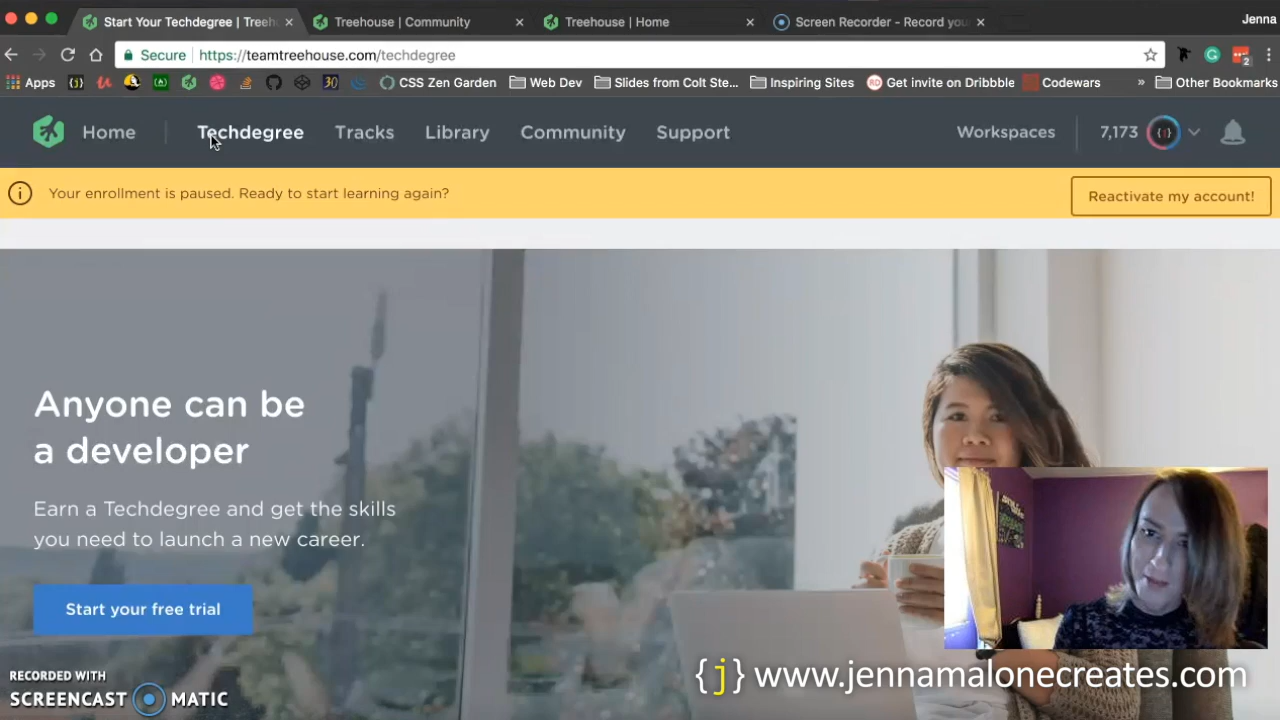 Start Your Techdegree | Treeh
Treehouse | Community
Treehouse | Home
Screen Recorder - Record you
Jenna
Secure
https://teamtreehouse.com/techdegree
2
Apps
{j}
30
CSS Zen Garden
Web Dev
Slides from Colt Ste...
Inspiring Sites
RD
Get invite on Dribbble
Codewars
»
Other Bookmarks
Home
Techdegree
Tracks
Library
Community
Support
Workspaces
7,173
Your enrollment is paused. Ready to start learning again?
Reactivate my account!
Anyone can be
a developer
Earn a Techdegree and get the skills
you need to launch a new career.
Start your free trial
RECORDED WITH
SCREENCAST MATIC
{j} www.jennamalonecreates.com